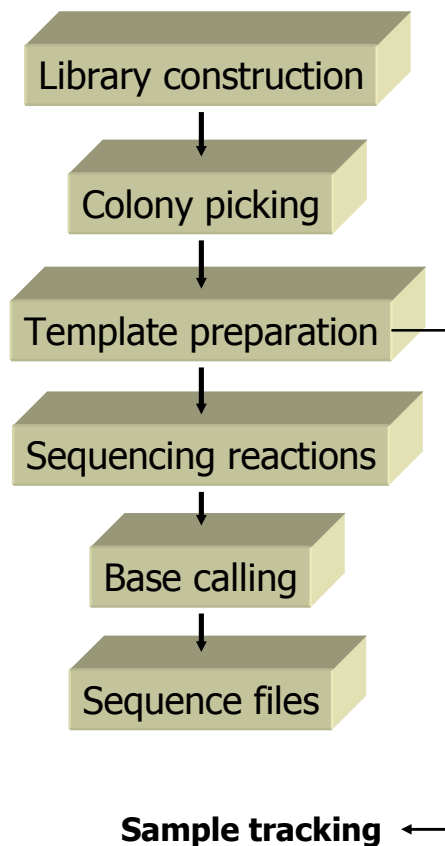 Library construction
Colony picking
Template preparation
Sequencing reactions
Base calling
Sequence files
Sample tracking